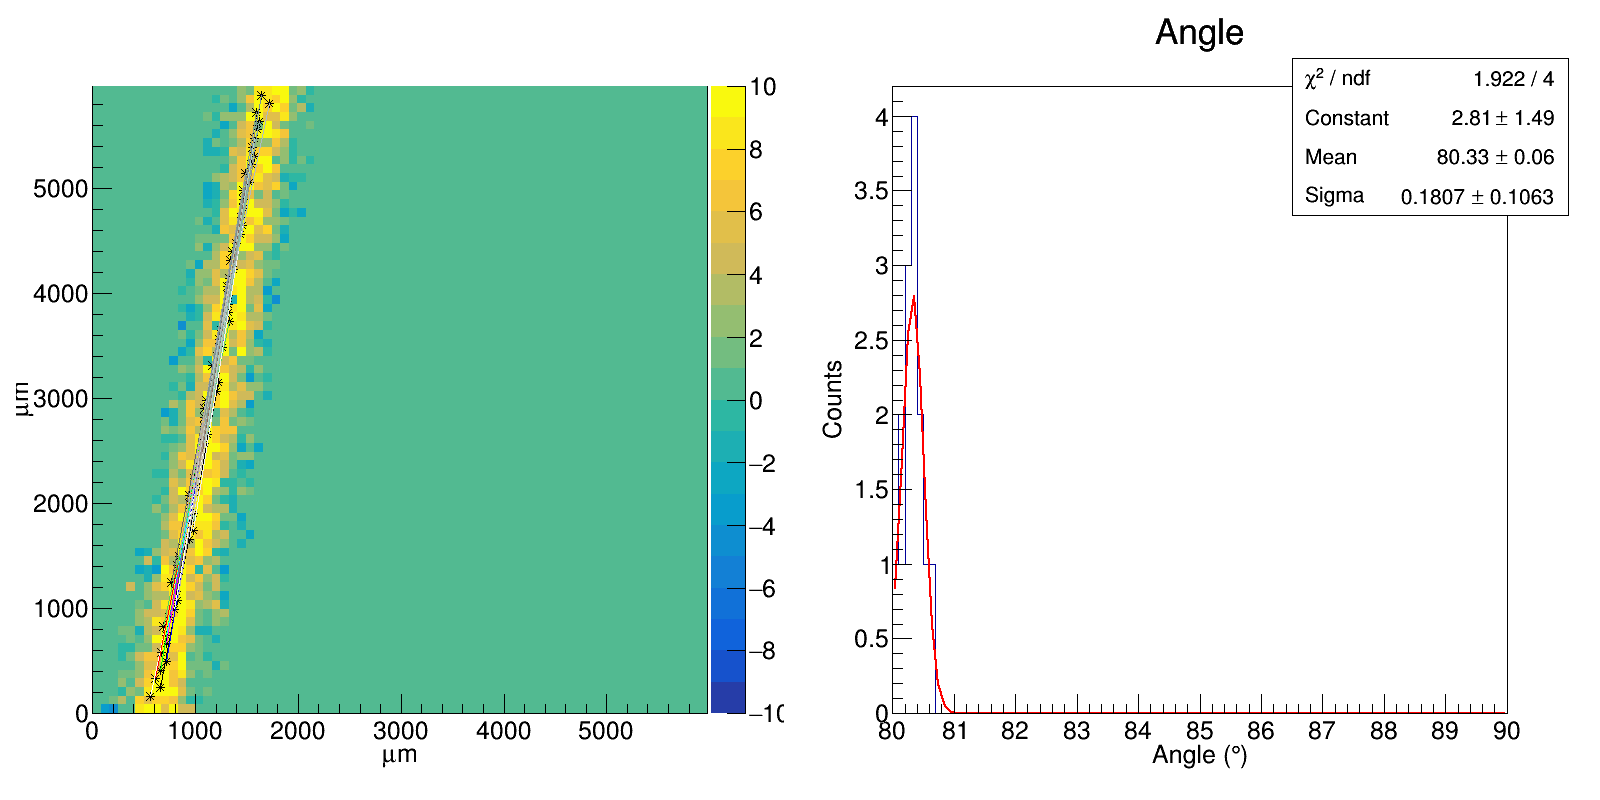 Angle
χ² / ndf 1.922 / 4
Constant 2.81 ± 1.49
Mean 80.33 ± 0.06
Sigma 0.1807 ± 0.1063
μm
5000
4000
3000
2000
1000
0
0 1000 2000 3000 4000 5000
μm
10
8
6
4
2
0
−2
−4
−6
−8
−10
Counts
4
3.5
3
2.5
2
1.5
1
0.5
0
80 81 82 83 84 85 86 87 88 89 90
Angle (°)